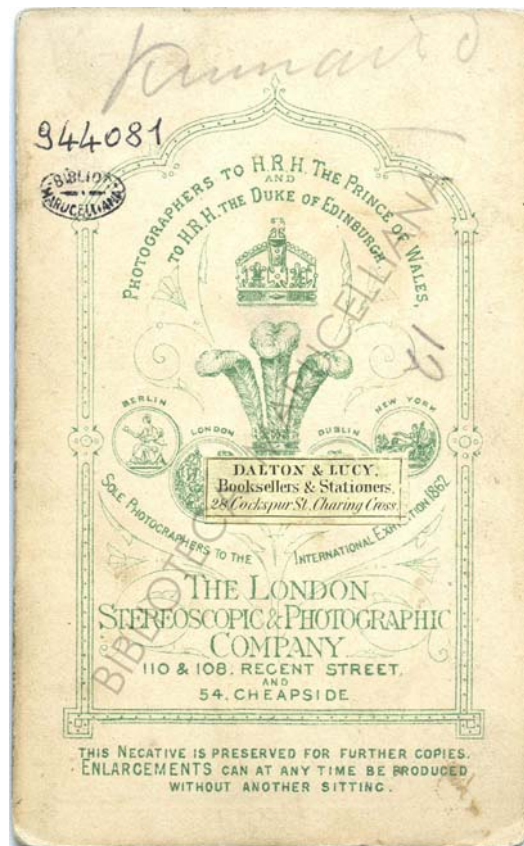 944081
BIBLIOT
MARUCELLIANA
PHOTOGRAPHERS TO H.R.H. THE PRINCE OF WALES,
AND
TO H.R.H. THE DUKE OF EDINBURGH
BERLIN
LONDON
DUBLIN
NEW YORK
DALTON & LUCY,
Booksellers & Stationers,
28 Cockspur St. Charing Cross.
SOLE PHOTOGRAPHERS TO THE INTERNATIONAL EXHIBITION 1862
THE LONDON
STEREOSCOPIC & PHOTOGRAPHIC
COMPANY
110 & 108. REGENT STREET.
AND
54. CHEAPSIDE
THIS NEGATIVE IS PRESERVED FOR FURTHER COPIES.
ENLARGEMENTS CAN AT ANY TIME BE PRODUCED
WITHOUT ANOTHER SITTING.